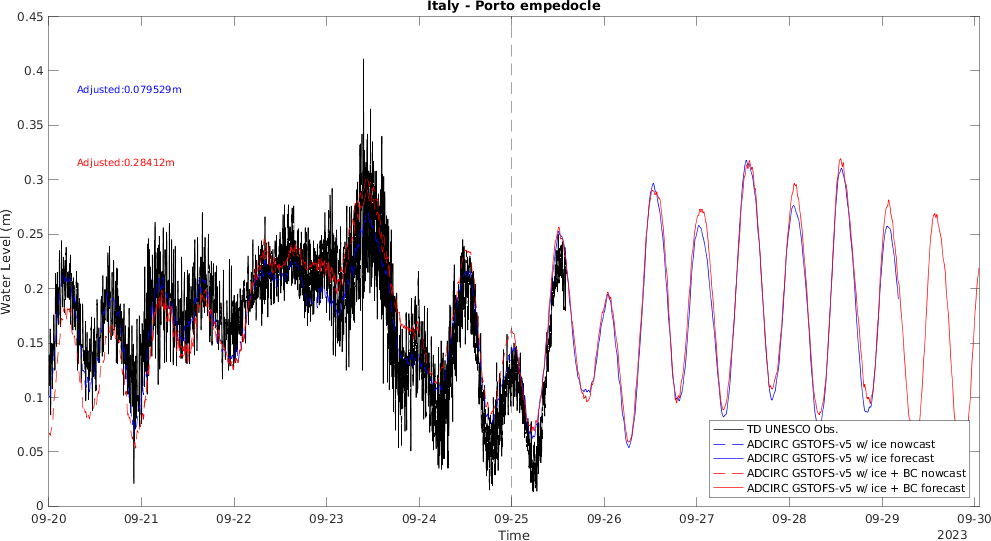 Italy - Porto empedocle
0.45
0.4
0.35
0.3
0.25
0.2
0.15
0.1
0.05
0
Water Level (m)
Adjusted:0.079529m
Adjusted:0.28412m
TD UNESCO Obs.
ADCIRC GSTOFS-v5 w/ ice nowcast
ADCIRC GSTOFS-v5 w/ ice forecast
ADCIRC GSTOFS-v5 w/ ice + BC nowcast
ADCIRC GSTOFS-v5 w/ ice + BC forecast
09-20 09-21 09-22 09-23 09-24 09-25 09-26 09-27 09-28 09-29 09-30
Time
2023